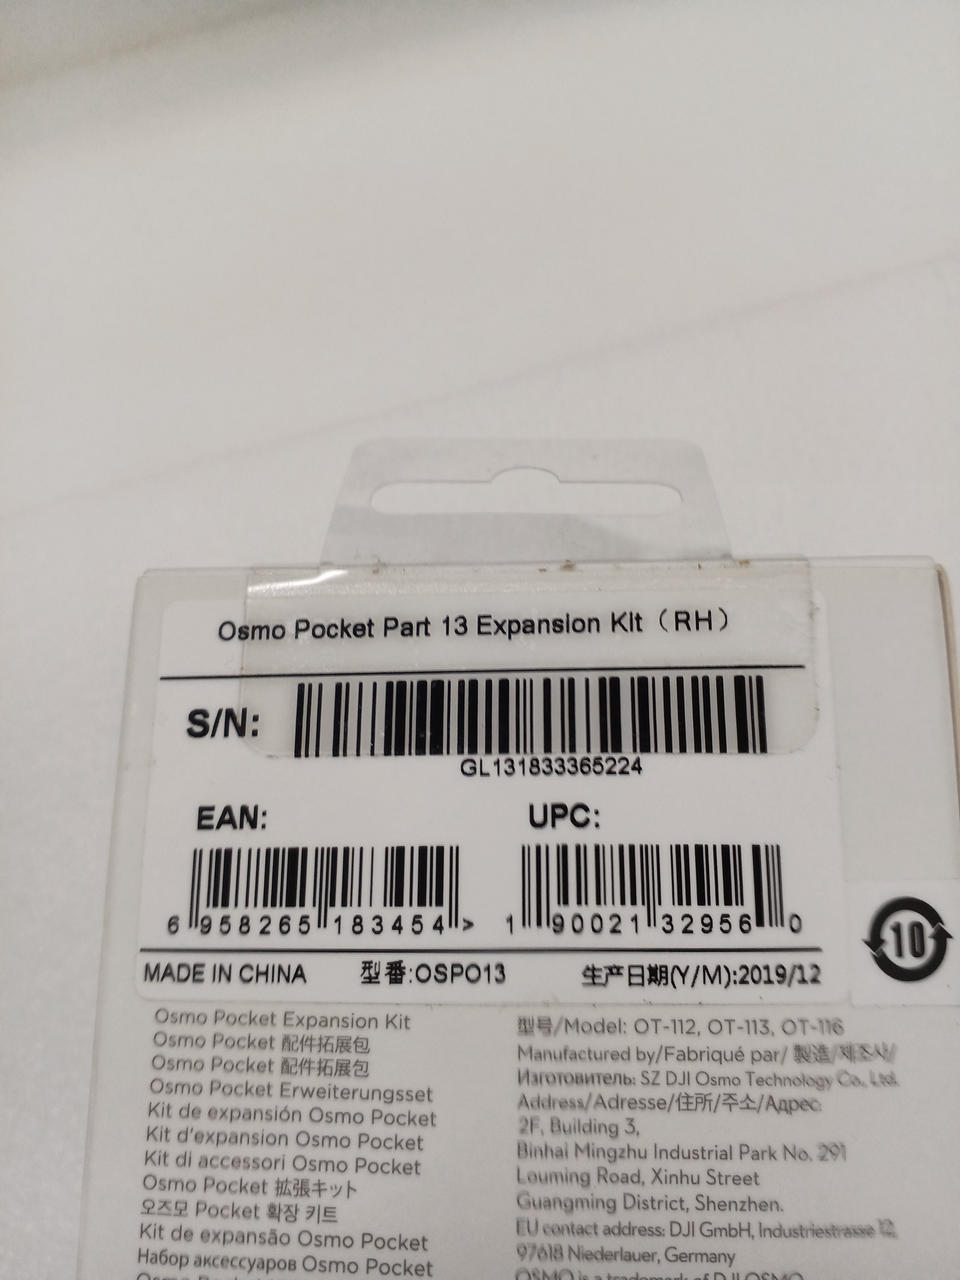 Osmo Pocket Part 13 Expansion Kit（RH）
S/N:
GL131833365224
EAN:
UPC:
6 958265 183454 >
1 90021 32956 0
10
MADE IN CHINA
型番:OSPO13
生产日期(Y/M):2019/12
Osmo Pocket Expansion Kit
Osmo Pocket 配件拓展包
Osmo Pocket 配件拓展包
Osmo Pocket Erweiterungsset
Kit de expansión Osmo Pocket
Kit d'expansion Osmo Pocket
Kit di accessori Osmo Pocket
Osmo Pocket 拡張キット
오즈모 Pocket 확장 키트
Kit de expansão Osmo Pocket
Набор аксессуаров Osmo Pocket
型号/Model: OT-112, OT-113, OT-116
Manufactured by/Fabriqué par/ 製造/제조사/
Изготовитель: SZ DJI Osmo Technology Co., Ltd.
Address/Adresse/住所/주소/Адрес:
2F, Building 3,
Binhai Mingzhu Industrial Park No. 291
Louming Road, Xinhu Street
Guangming District, Shenzhen.
EU contact address: DJI GmbH, Industriestrasse 12,
97618 Niederlauer, Germany
OSMO is a trademark of DJI OSMO